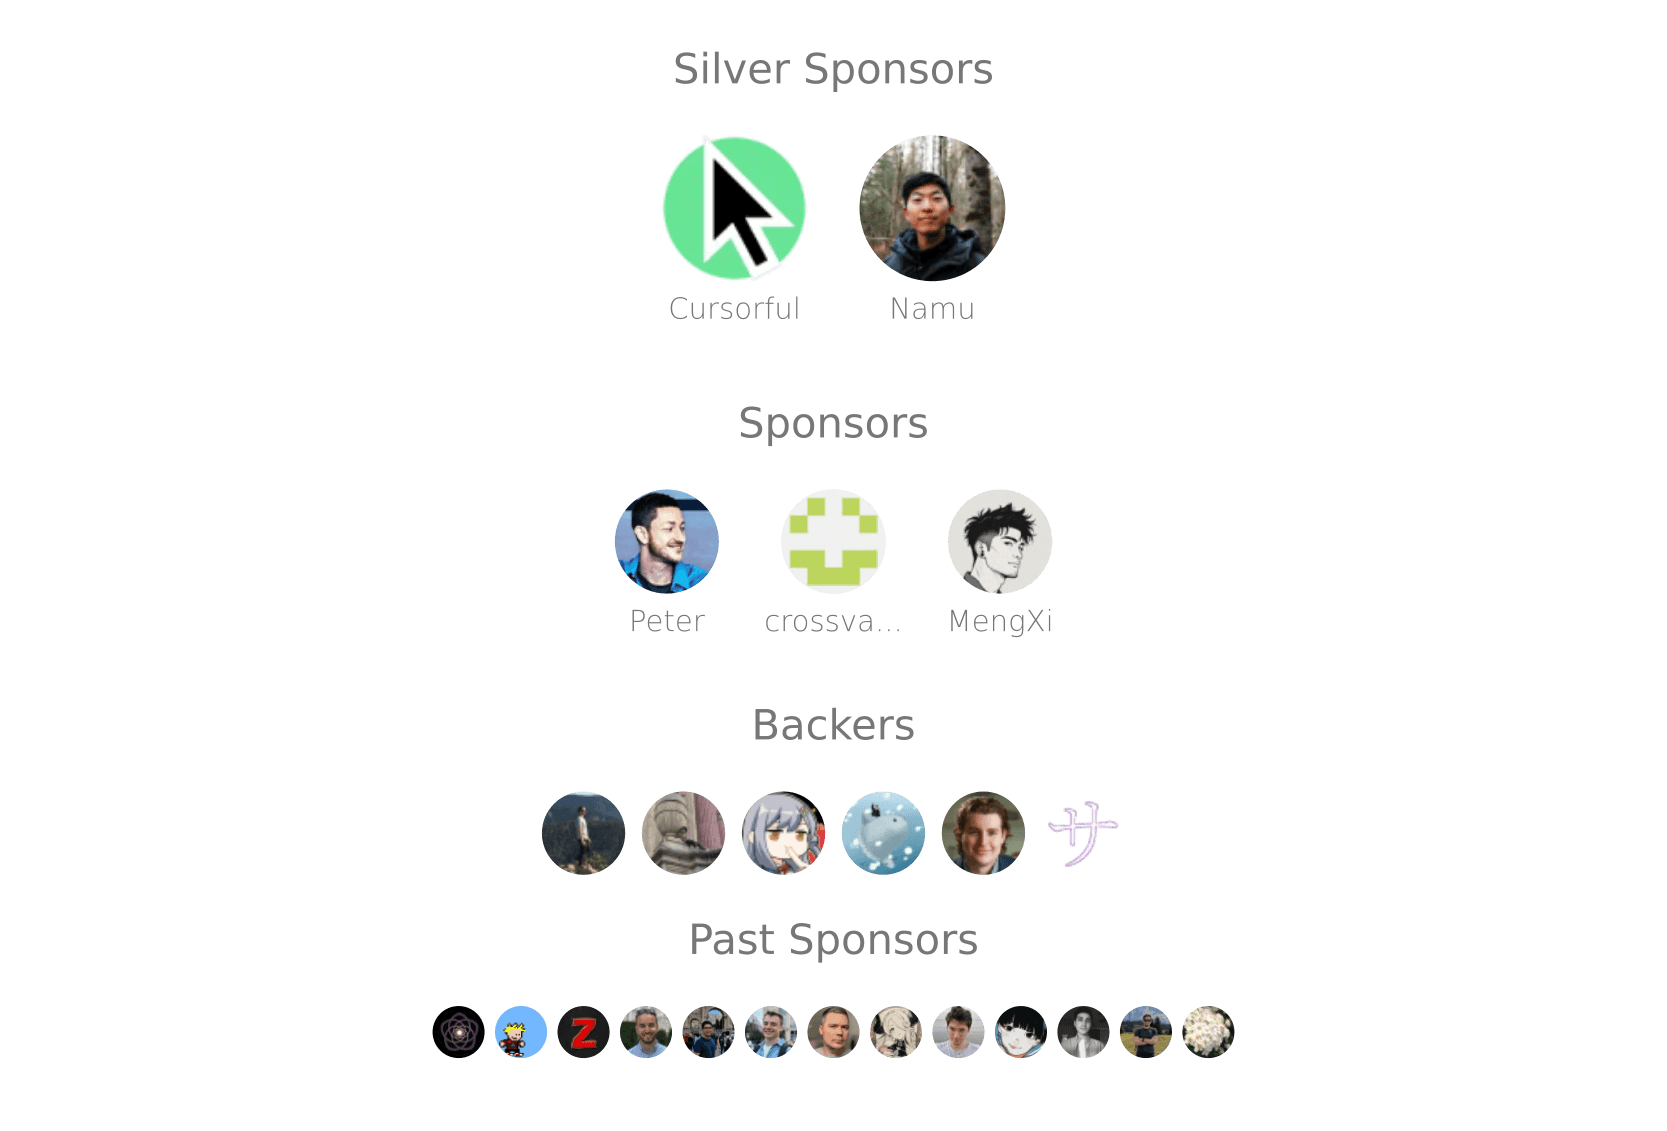 Silver Sponsors
Cursorful Namu
Sponsors
Peter crossva... MengXi
Backers
サ
Past Sponsors
Z